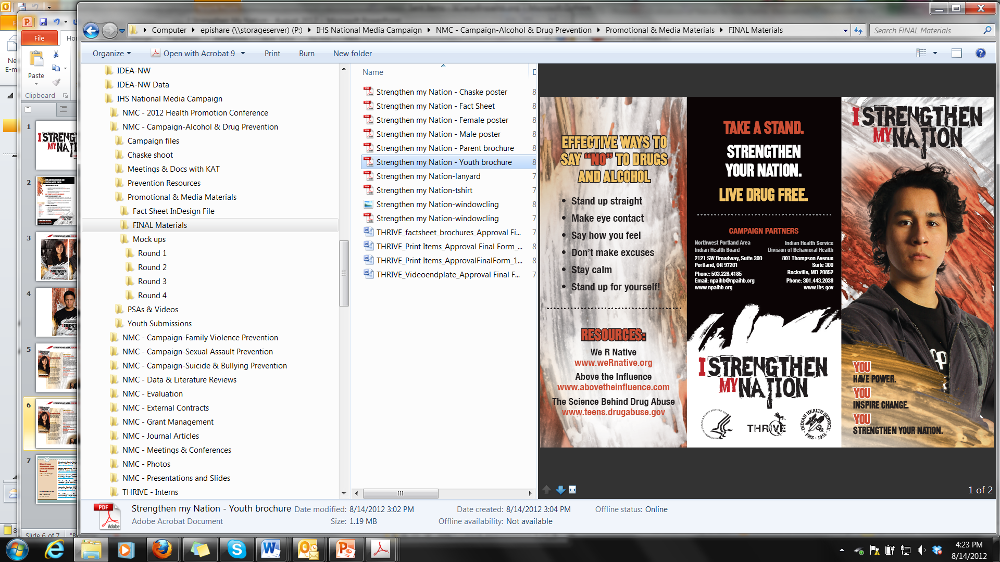 Computer
epishare (\\storageserver) (P:)
IHS National Media Campaign
NMC - Campaign-Alcohol & Drug Prevention
Promotional & Media Materials
FINAL Materials
Search FINAL Materials
File
Paste
Clipboard
Organize
Open with Acrobat 9
Print
Burn
New folder
IDEA-NW
IDEA-NW Data
IHS National Media Campaign
NMC - 2012 Health Promotion Conference
NMC - Campaign-Alcohol & Drug Prevention
Campaign files
Chaske shoot
Meetings & Docs with KAT
Prevention Resources
Promotional & Media Materials
Fact Sheet InDesign File
FINAL Materials
Mock ups
Round 1
Round 2
Round 3
Round 4
PSAs & Videos
Youth Submissions
NMC - Campaign-Family Violence Prevention
NMC - Campaign-Sexual Assault Prevention
NMC - Campaign-Suicide & Bullying Prevention
NMC - Data & Literature Reviews
NMC - Evaluation
NMC - External Contracts
NMC - Grant Management
NMC - Journal Articles
NMC - Meetings & Conferences
NMC - Photos
NMC - Presentations and Slides
THRIVE - Interns
Name
Strengthen my Nation - Chaske poster
Strengthen my Nation - Fact Sheet
Strengthen my Nation - Female poster
Strengthen my Nation - Male poster
Strengthen my Nation - Parent brochure
Strengthen my Nation - Youth brochure
Strengthen my Nation-lanyard
Strengthen my Nation-tshirt
Strengthen my Nation-windowcling
Strengthen my Nation-windowcling
THRIVE_factsheet_brochures_Approval Fi...
THRIVE_Print Items_Approval Final Form_...
THRIVE_Print Items_ApprovalFinalForm_1...
THRIVE_Videoendplate_Approval Final F...
EFFECTIVE WAYS TO
SAY "NO" TO DRUGS
AND ALCOHOL
• Stand up straight
• Make eye contact
• Say how you feel
• Don't make excuses
• Stay calm
• Stand up for yourself!
RESOURCES:
We R Native
www.weRnative.org
Above the Influence
www.abovetheinfluence.com
The Science Behind Drug Abuse
www.teens.drugabuse.gov
TAKE A STAND.
STRENGTHEN
YOUR NATION.
LIVE DRUG FREE.
CAMPAIGN PARTNERS
Northwest Portland Area
Indian Health Board
2121 SW Broadway, Suite 300
Portland, OR 97201
Phone: 503.228.4185
Email: npaihb@npaihb.org
www.npaihb.org
Indian Health Service
Division of Behavioral Health
801 Thompson Avenue
Suite 300
Rockville, MD 20852
Phone: 301.443.2038
www.ihs.gov
I STRENGTHEN
MY NATION
THRIVE
INDIAN HEALTH SERVICE
PHS • 1955
I STRENGTHEN
MY NATION
YOU
HAVE POWER.
YOU
INSPIRE CHANGE.
YOU
STRENGTHEN YOUR NATION.
1 of 2
1
2
3
4
5
6
7
Slide 6 of 7
PDF
Adobe
Strengthen my Nation - Youth brochure
Adobe Acrobat Document
Date modified: 8/14/2012 3:02 PM
Size: 1.19 MB
Date created: 8/14/2012 3:04 PM
Offline availability: Not available
Offline status: Online
4:23 PM
8/14/2012